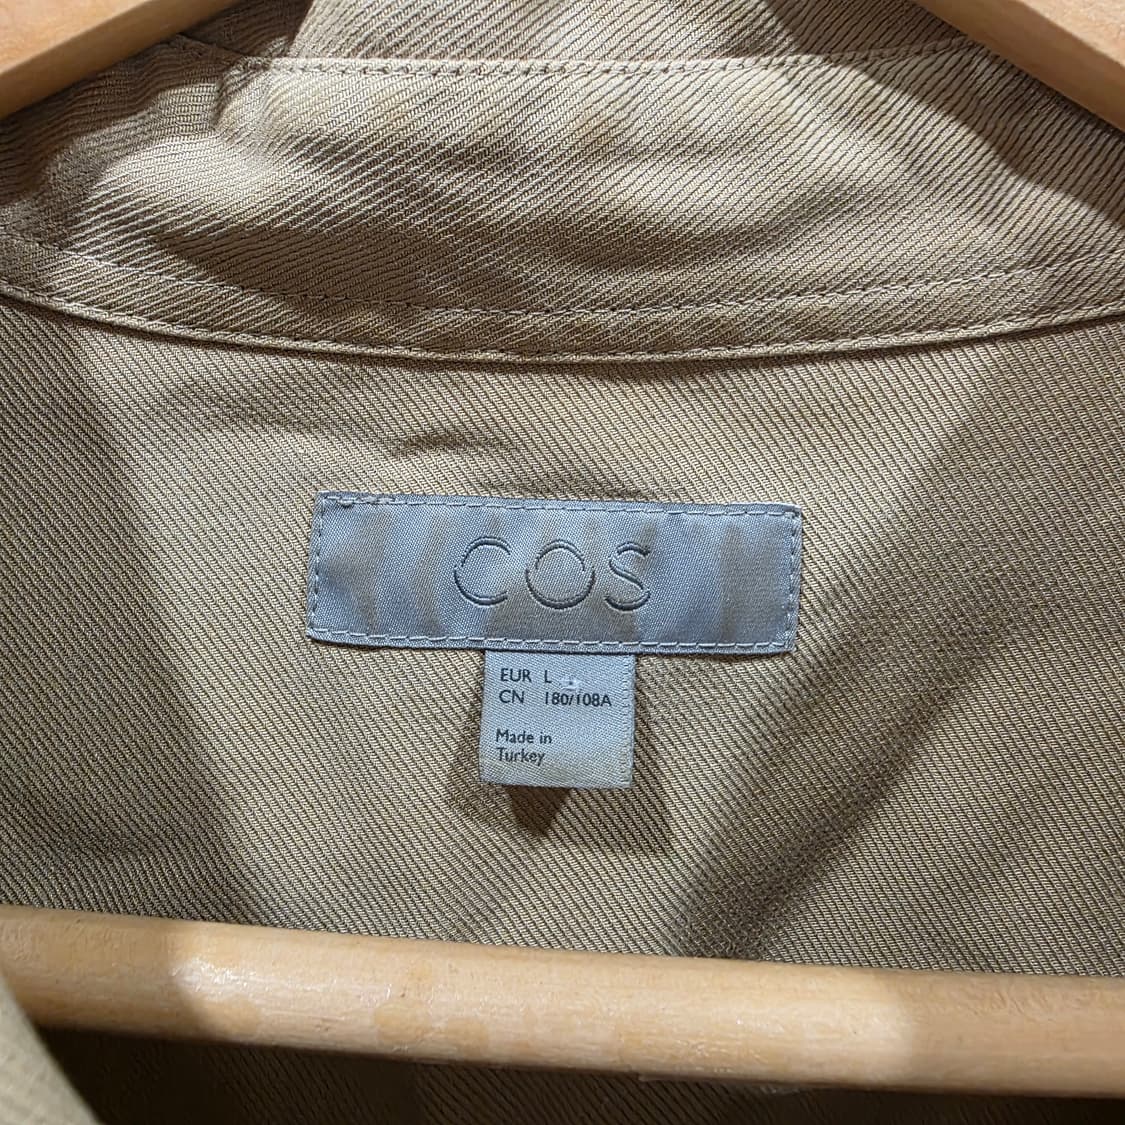 COS
EUR L
CN 180/108A
Made in
Turkey